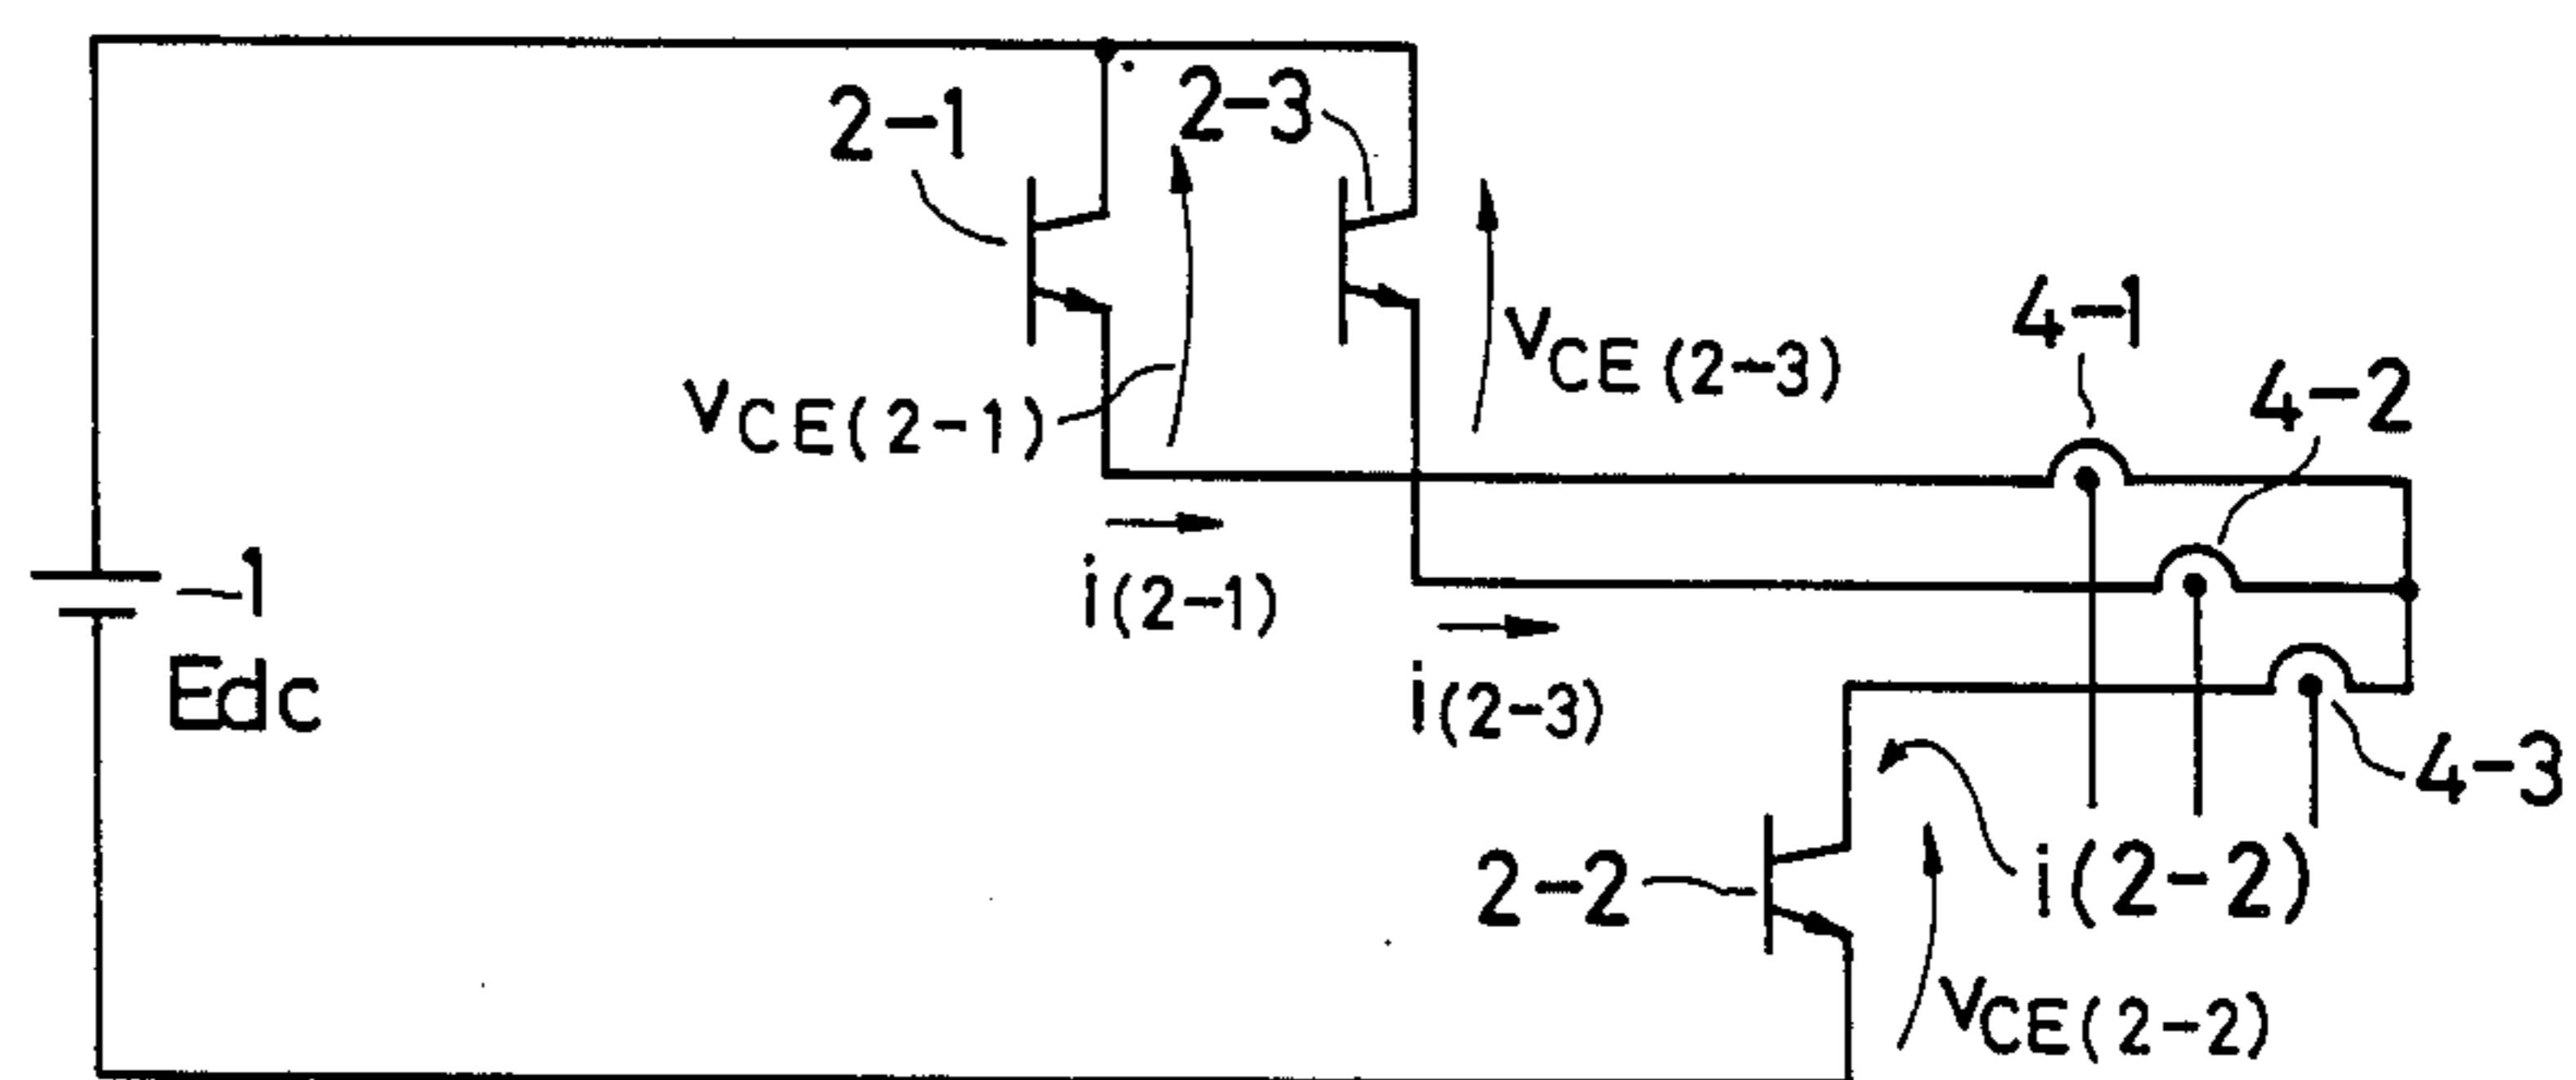 2-1
2-3
VCE(2-1)
VCE(2-3)
4-1
4-2
1
Edc
i(2-1)
i(2-3)
4-3
2-2
i(2-2)
VCE(2-2)